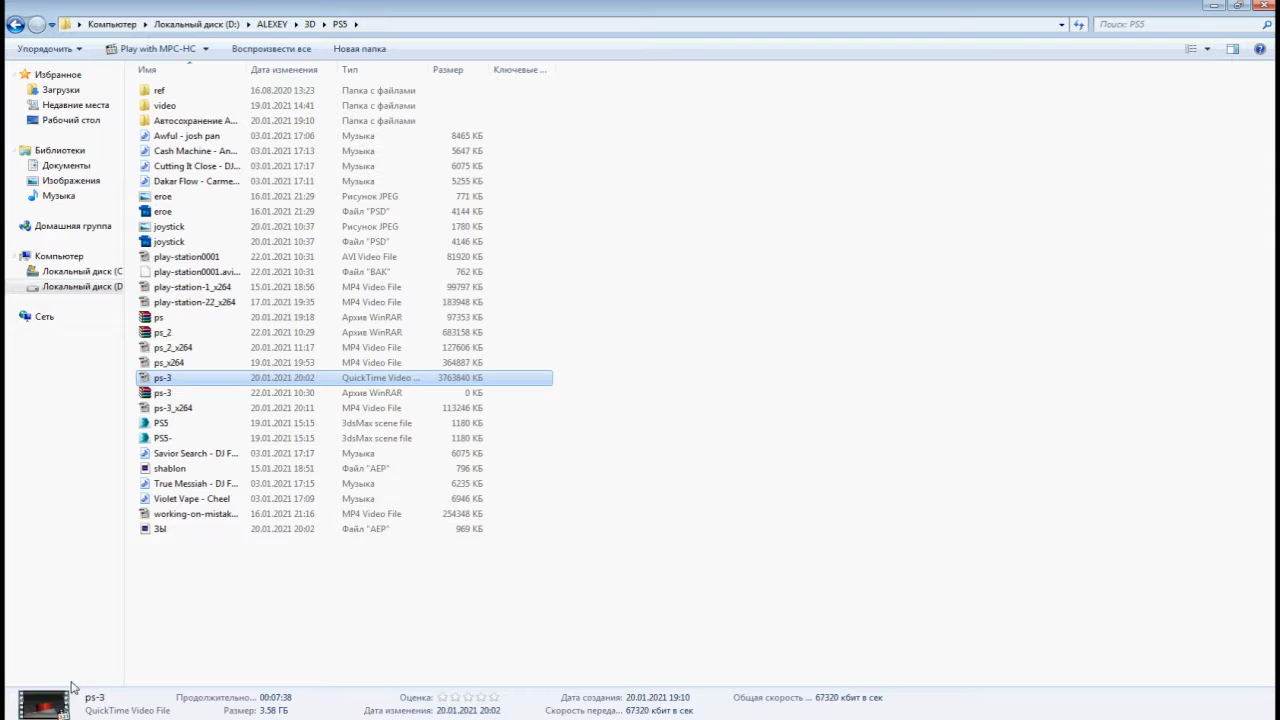 Компьютер ▸ Локальный диск (D:) ▸ ALEXEY ▸ 3D ▸ PS5 ▸ Поиск: PS5
Упорядочить Play with MPC-HC Воспроизвести все Новая папка
Избранное
Загрузки
Недавние места
Рабочий стол
Библиотеки
Документы
Изображения
Музыка
Домашняя группа
Компьютер
Локальный диск (C
Локальный диск (D
Сеть
Имя Дата изменения Тип Размер Ключевые ...
ref 16.08.2020 13:23 Папка с файлами
video 19.01.2021 14:41 Папка с файлами
Автосохранение A... 20.01.2021 19:10 Папка с файлами
Awful - josh pan 03.01.2021 17:06 Музыка 8465 КБ
Cash Machine - An... 03.01.2021 17:13 Музыка 5647 КБ
Cutting It Close - DJ... 03.01.2021 17:17 Музыка 6075 КБ
Dakar Flow - Carme... 03.01.2021 17:11 Музыка 5255 КБ
eroe 16.01.2021 21:29 Рисунок JPEG 771 КБ
eroe 16.01.2021 21:29 Файл "PSD" 4144 КБ
joystick 20.01.2021 10:37 Рисунок JPEG 1780 КБ
joystick 20.01.2021 10:37 Файл "PSD" 4146 КБ
play-station0001 22.01.2021 10:31 AVI Video File 81920 КБ
play-station0001.avi... 22.01.2021 10:31 Файл "BAK" 762 КБ
play-station-1_x264 15.01.2021 18:56 MP4 Video File 99797 КБ
play-station-22_x264 17.01.2021 19:35 MP4 Video File 183948 КБ
ps 20.01.2021 19:18 Архив WinRAR 97353 КБ
ps_2 22.01.2021 10:29 Архив WinRAR 683158 КБ
ps_2_x264 20.01.2021 11:17 MP4 Video File 127606 КБ
ps_x264 19.01.2021 19:53 MP4 Video File 364887 КБ
ps-3 20.01.2021 20:02 QuickTime Video ... 3763840 КБ
ps-3 22.01.2021 10:30 Архив WinRAR 0 КБ
ps-3_x264 20.01.2021 20:11 MP4 Video File 113246 КБ
PS5 19.01.2021 15:15 3dsMax scene file 1180 КБ
PS5- 19.01.2021 15:15 3dsMax scene file 1180 КБ
Savior Search - DJ F... 03.01.2021 17:17 Музыка 6075 КБ
shablon 15.01.2021 18:51 Файл "AEP" 796 КБ
True Messiah - DJ F... 03.01.2021 17:15 Музыка 6235 КБ
Violet Vape - Cheel 03.01.2021 17:09 Музыка 6946 КБ
working-on-mistak... 16.01.2021 21:16 MP4 Video File 254348 КБ
ЗЫ 20.01.2021 20:02 Файл "AEP" 969 КБ
ps-3 Продолжительно... 00:07:38 Оценка: Дата создания: 20.01.2021 19:10 Общая скорость ... 67320 кбит в сек
QuickTime Video File Размер: 3.58 ГБ Дата изменения: 20.01.2021 20:02 Скорость переда... 67320 кбит в сек